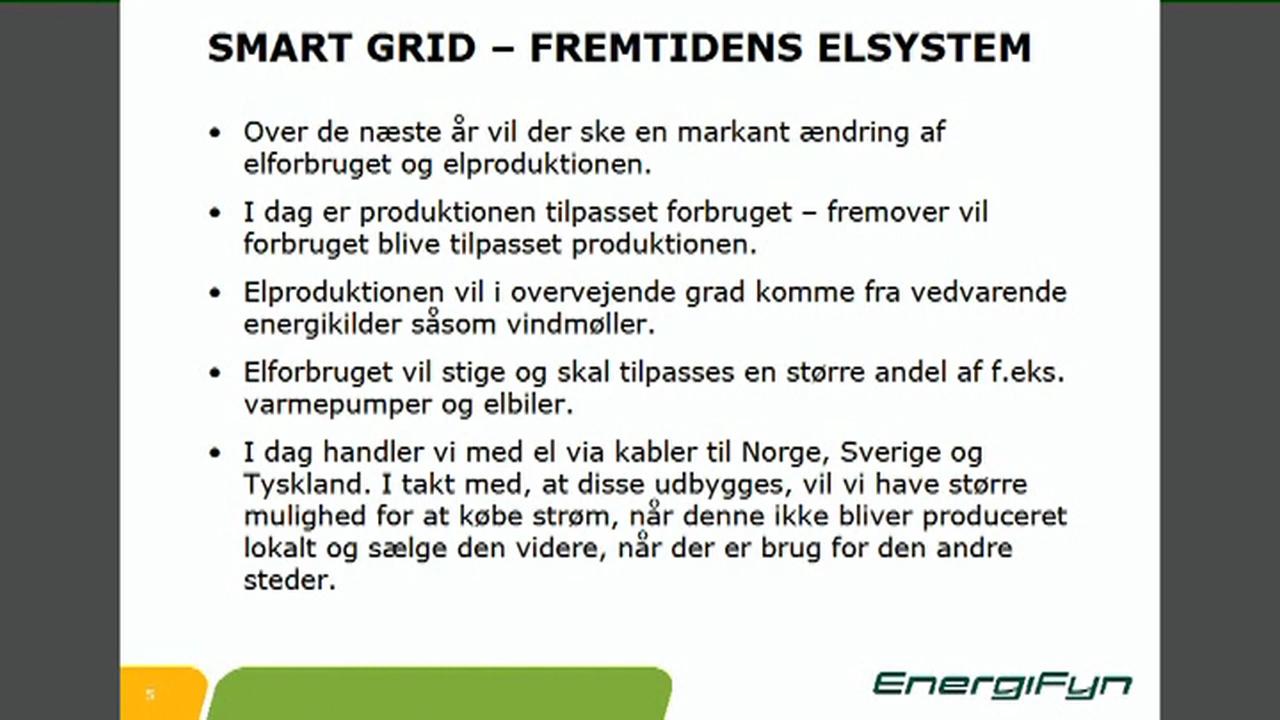 SMART GRID – FREMTIDENS ELSYSTEM
• Over de næste år vil der ske en markant ændring af
elforbruget og elproduktionen.
• I dag er produktionen tilpasset forbruget – fremover vil
forbruget blive tilpasset produktionen.
• Elproduktionen vil i overvejende grad komme fra vedvarende
energikilder såsom vindmøller.
• Elforbruget vil stige og skal tilpasses en større andel af f.eks.
varmepumper og elbiler.
• I dag handler vi med el via kabler til Norge, Sverige og
Tyskland. I takt med, at disse udbygges, vil vi have større
mulighed for at købe strøm, når denne ikke bliver produceret
lokalt og sælge den videre, når der er brug for den andre
steder.
5
EnergiFyn